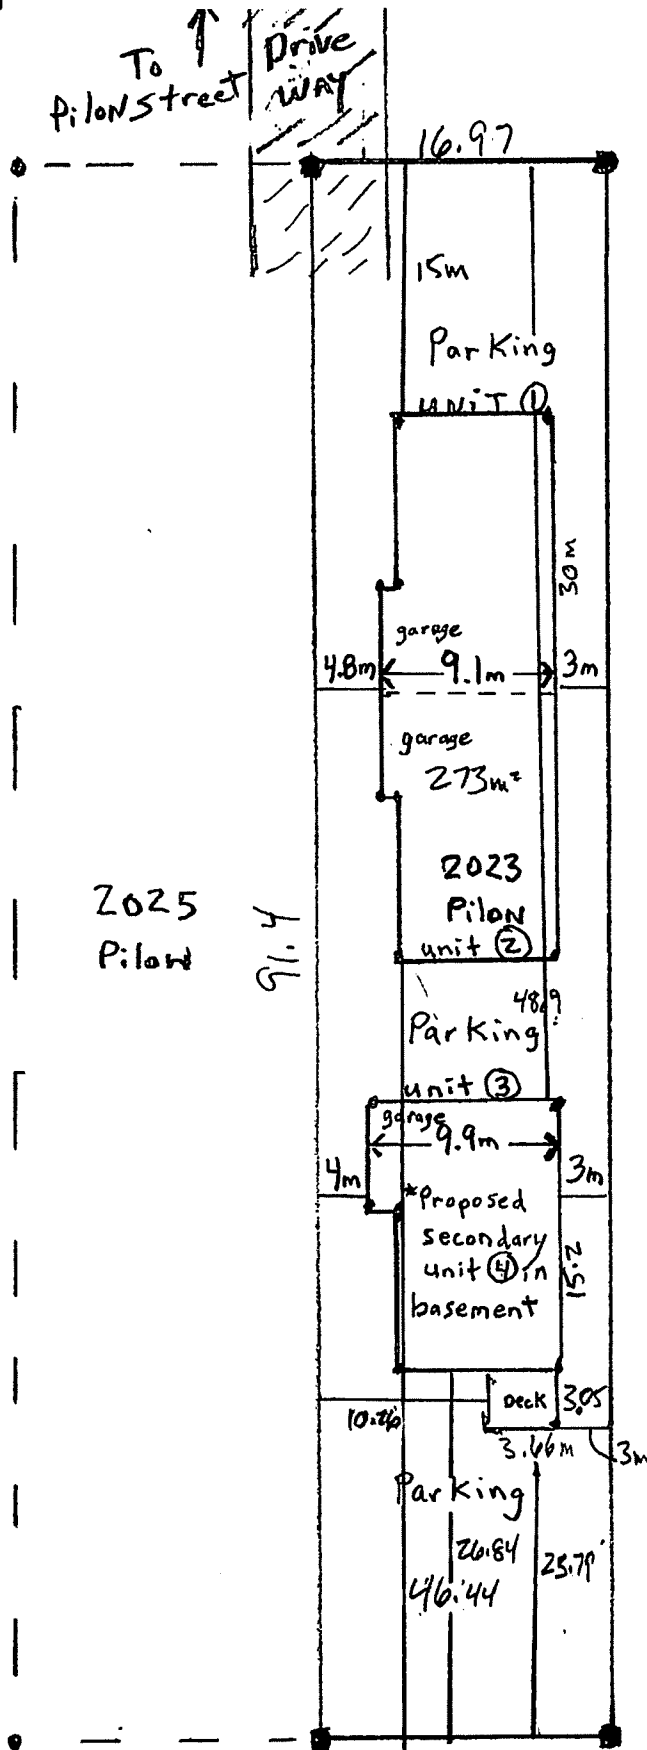 To
Pilon Street
Drive
WAY
16.97
15m
Parking
UNIT ①
30m
garage
4.8m
9.1m
3m
garage
273m²
2023
Pilon
unit ②
2025
Pilon
91.4
48.9
Parking
unit ③
garage
9.9m
4m
3m
*Proposed
secondary
unit ④ in
basement
15.2
Deck
3.05
10.26
3.66m
3m
Parking
26.84
46.44